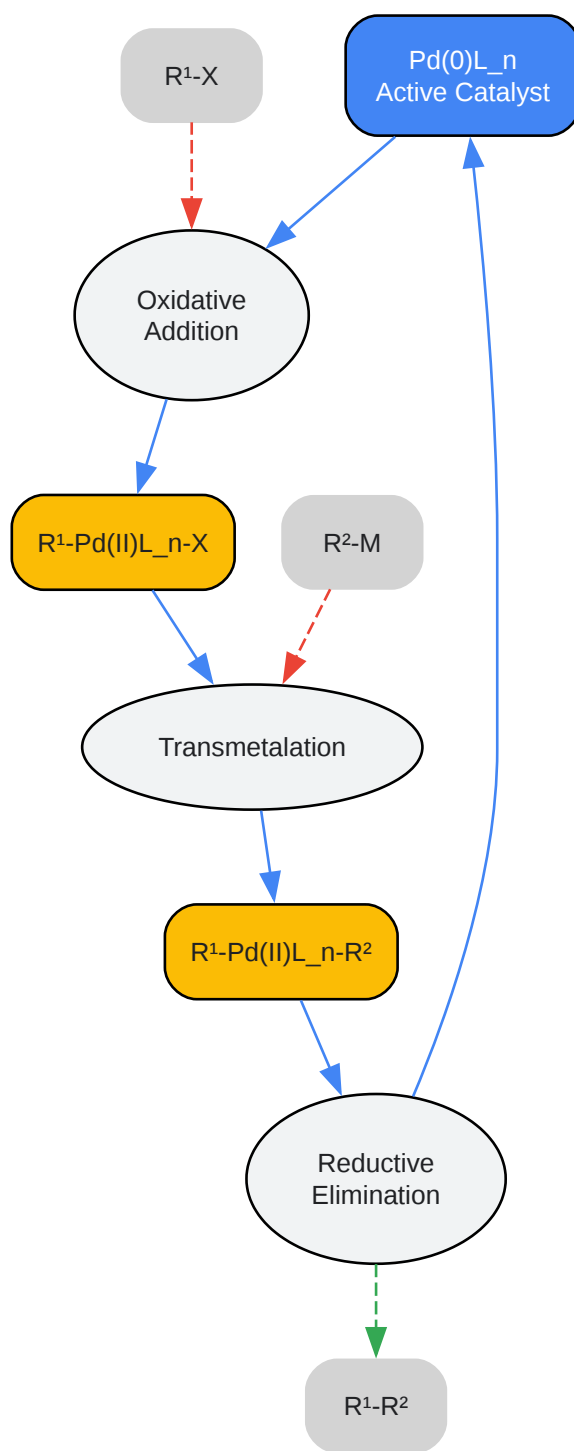 R¹-X
Pd(0)L_n
Active Catalyst
Oxidative
Addition
R¹-Pd(II)L_n-X
R²-M
Transmetalation
R¹-Pd(II)L_n-R²
Reductive
Elimination
R¹-R²